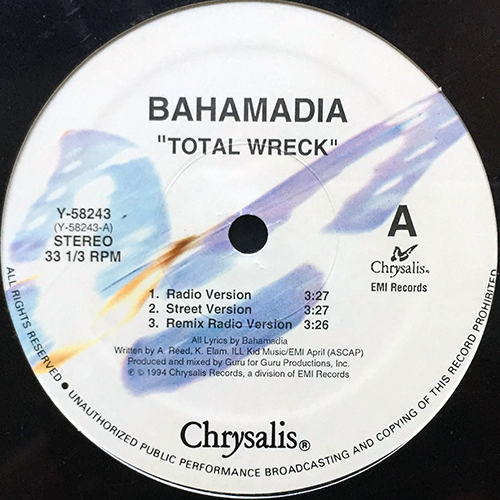 BAHAMADIA
"TOTAL WRECK"
Y-58243
(Y-58243-A)
STEREO
33 1/3 RPM
A
Chrysalis®
EMI Records
1. Radio Version 3:27
2. Street Version 3:27
3. Remix Radio Version 3:26
All Lyrics by Bahamadia
Written by A. Reed, K. Elam. ILL Kid Music/EMI April (ASCAP)
Produced and mixed by Guru for Guru Productions, Inc.
℗ © 1994 Chrysalis Records, a division of EMI Records
Chrysalis®
ALL RIGHTS RESERVED ● UNAUTHORIZED PUBLIC PERFORMANCE BROADCASTING AND COPYING OF THIS RECORD PROHIBITED